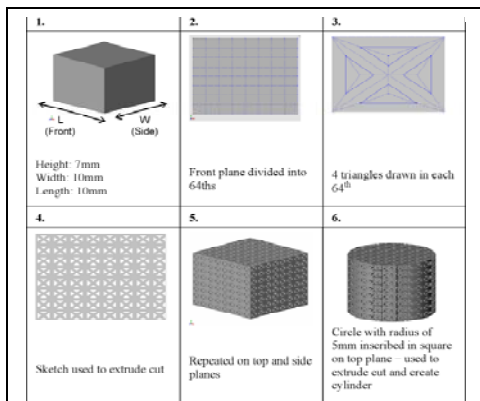 1.
2.
3.
L
(Front)
W
(Side)
Height: 7mm
Width: 10mm
Length: 10mm
Front plane divided into
64ths
4 triangles drawn in each
64th
4.
5.
6.
Sketch used to extrude cut
Repeated on top and side
planes
Circle with radius of
5mm inscribed in square
on top plane – used to
extrude cut and create
cylinder